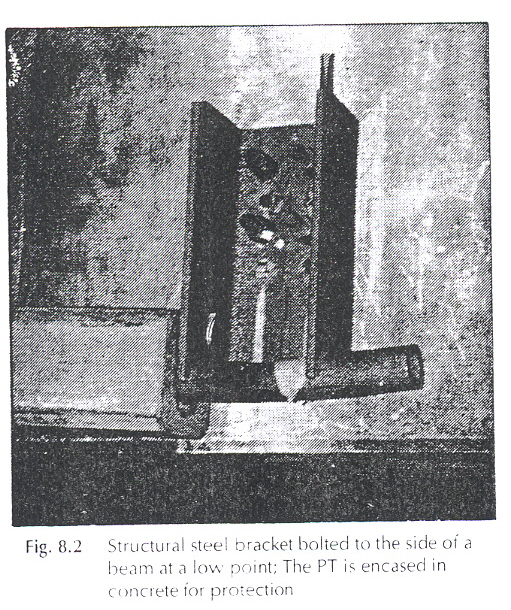 Fig. 8.2 Structural steel bracket bolted to the side of a
beam at a low point; The PT is encased in
concrete for protection